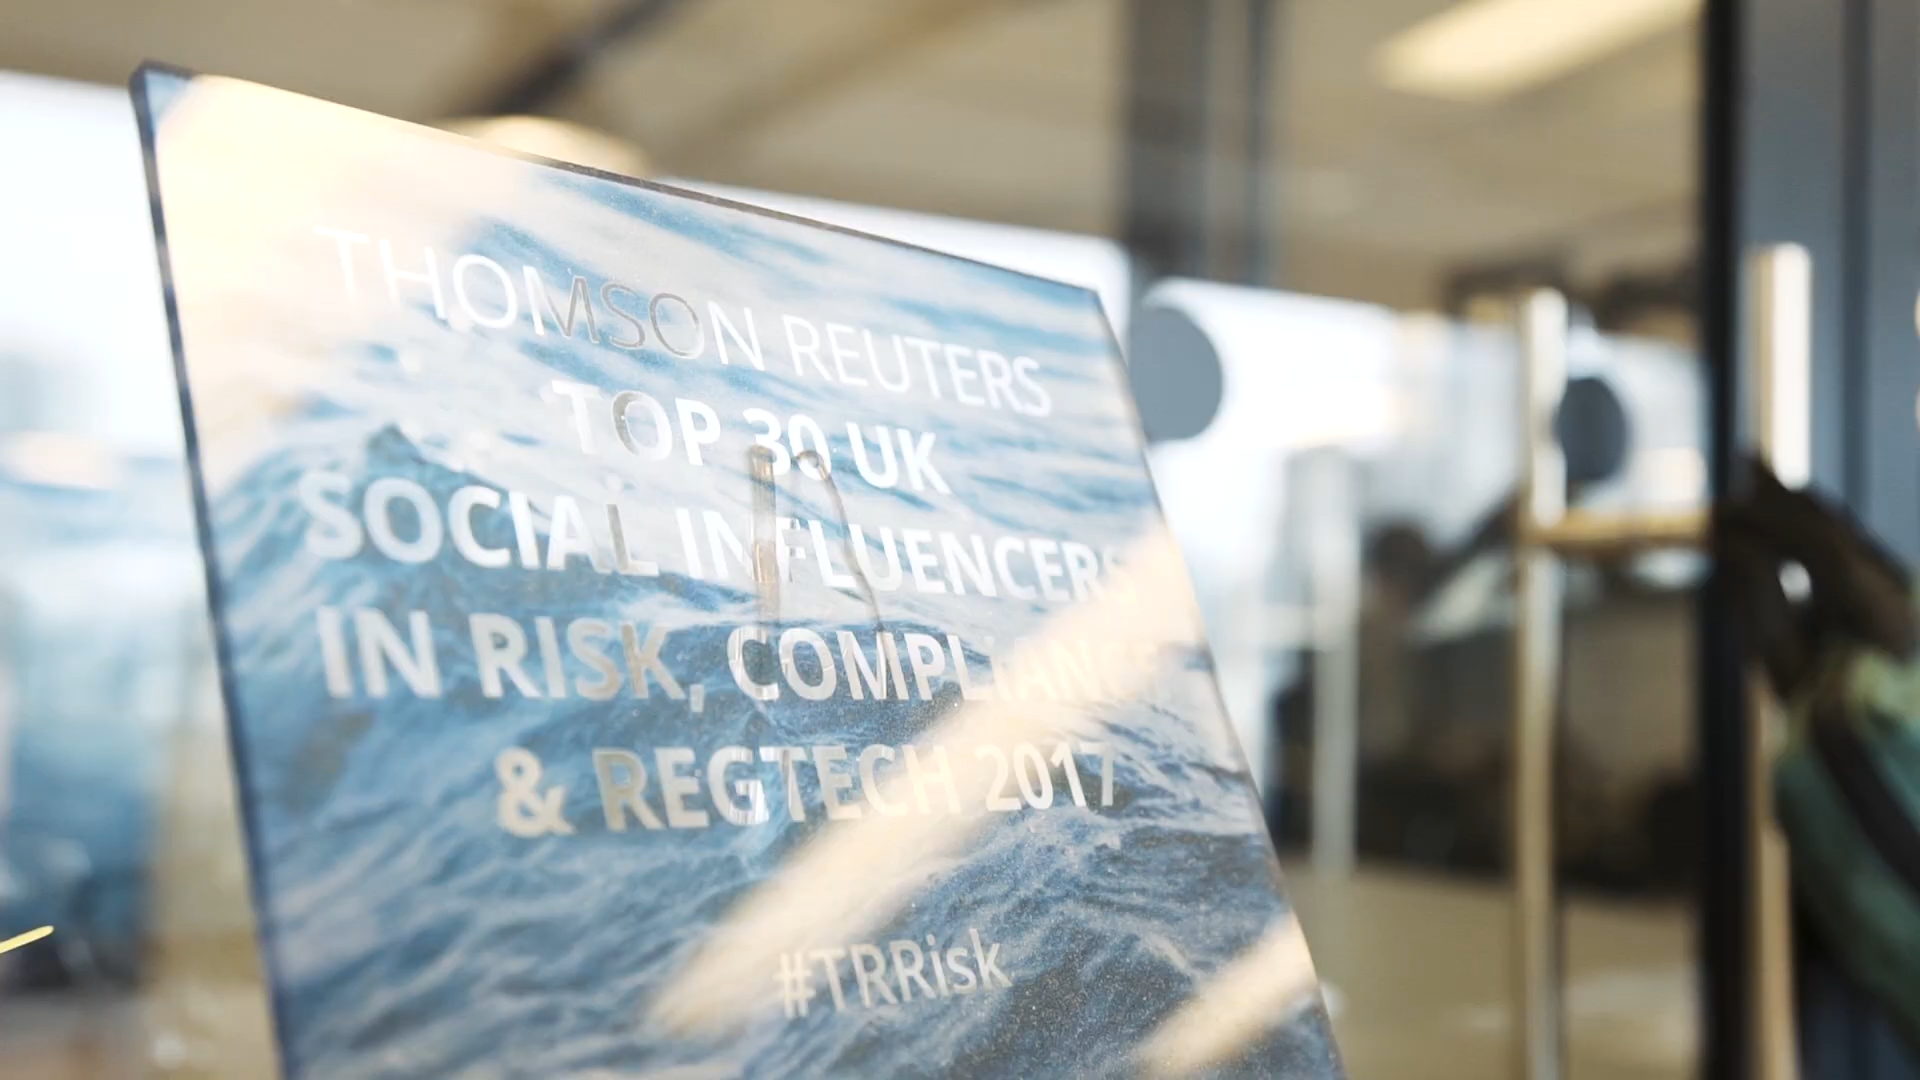 THOMSON REUTERS
TOP 30 UK
SOCIAL INFLUENCERS
IN RISK, COMPLIANCE
& REGTECH 2017
#TRRisk